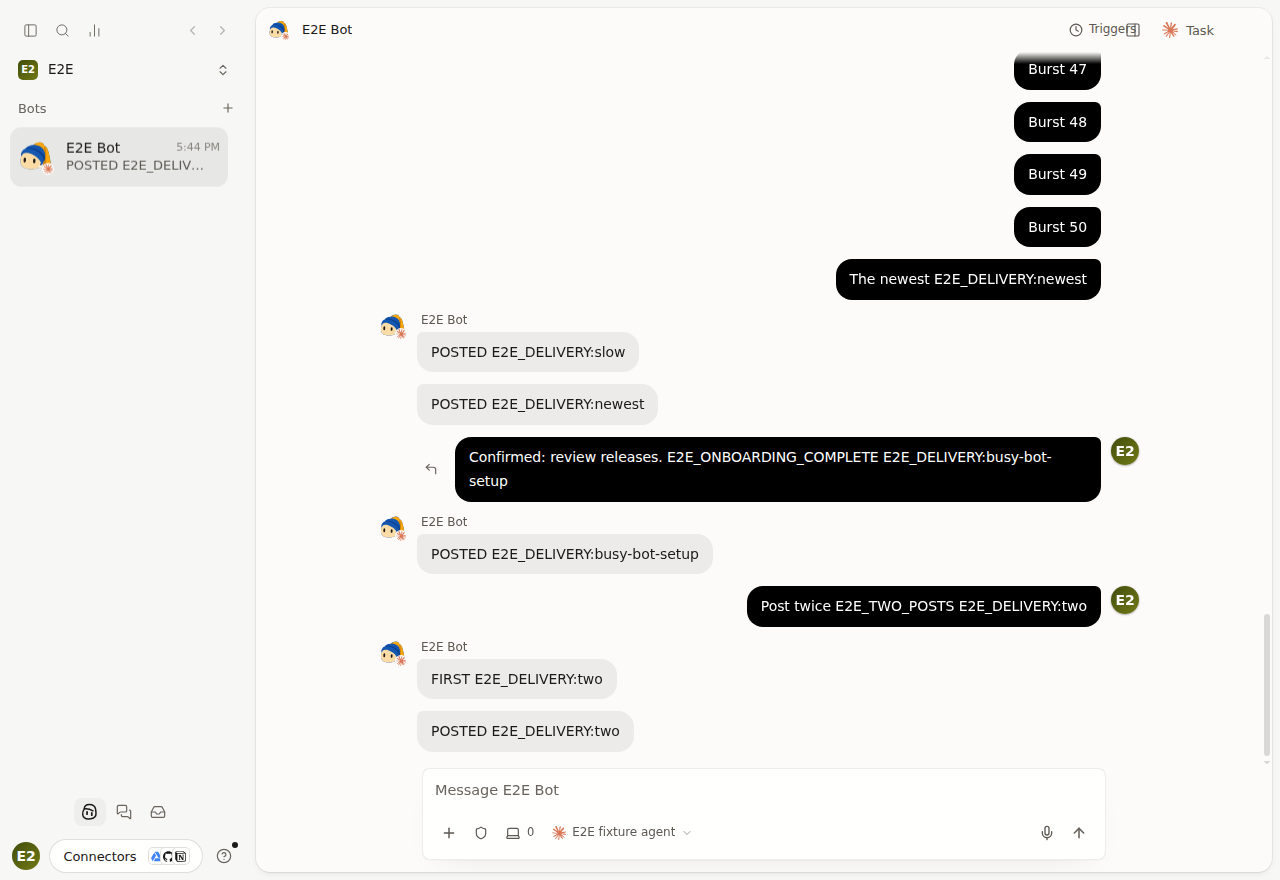 E2E Bot
Triggers
Task
E2 E2E
Bots
E2E Bot 5:44 PM
POSTED E2E_DELIV...
Burst 47
Burst 48
Burst 49
Burst 50
The newest E2E_DELIVERY:newest
E2E Bot
POSTED E2E_DELIVERY:slow
POSTED E2E_DELIVERY:newest
Confirmed: review releases. E2E_ONBOARDING_COMPLETE E2E_DELIVERY:busy-bot-
setup
E2
E2E Bot
POSTED E2E_DELIVERY:busy-bot-setup
Post twice E2E_TWO_POSTS E2E_DELIVERY:two
E2
E2E Bot
FIRST E2E_DELIVERY:two
POSTED E2E_DELIVERY:two
Message E2E Bot
0 E2E fixture agent
E2 Connectors